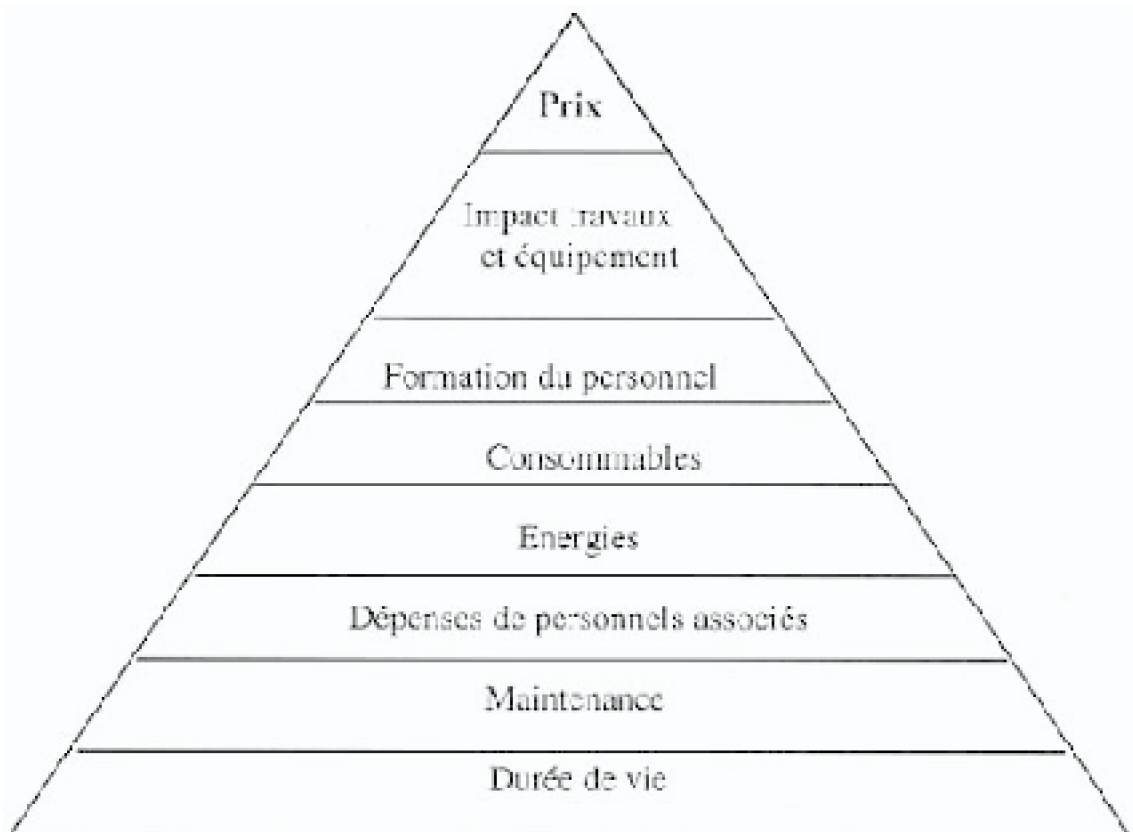 Prix
Impact travaux
et équipement
Formation du personnel
Consommables
Energies
Dépenses de personnels associés
Maintenance
Durée de vie